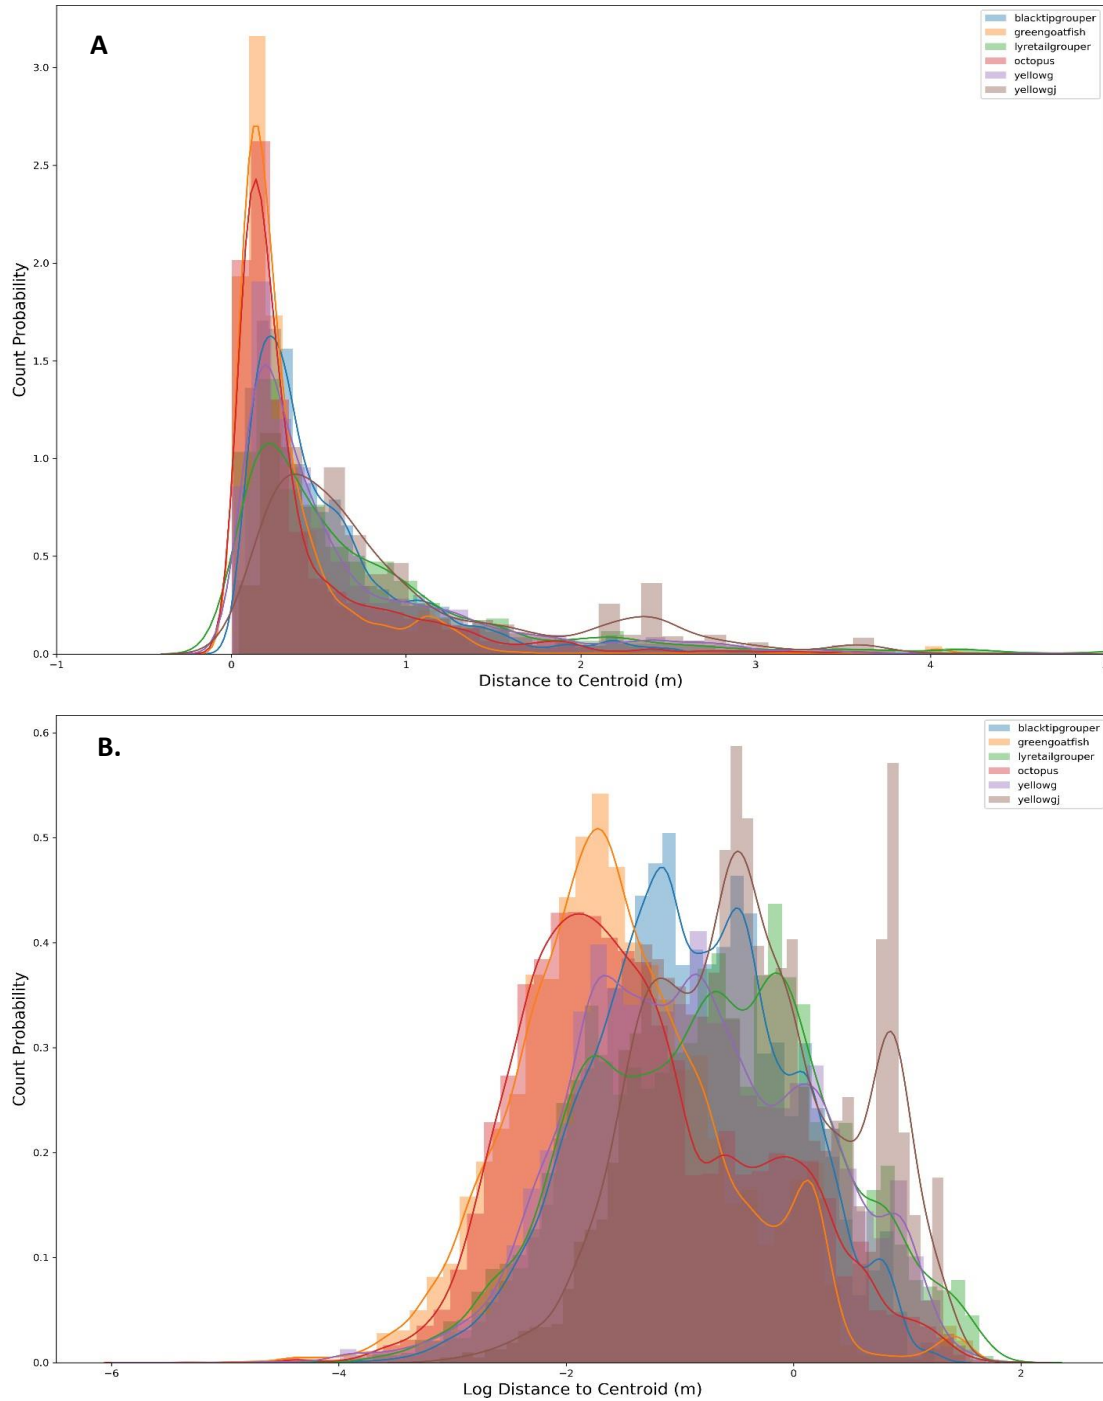 A
blacktipgrouper
greengoatfish
lyretailgrouper
octopus
yellowg
yellowgj
3.0
2.5
2.0
1.5
1.0
0.5
0.0
Count Probability
−1
0
1
2
3
4
Distance to Centroid (m)
B.
blacktipgrouper
greengoatfish
lyretailgrouper
octopus
yellowg
yellowgj
0.6
0.5
0.4
0.3
0.2
0.1
0.0
Count Probability
−6
−4
−2
0
2
Log Distance to Centroid (m)